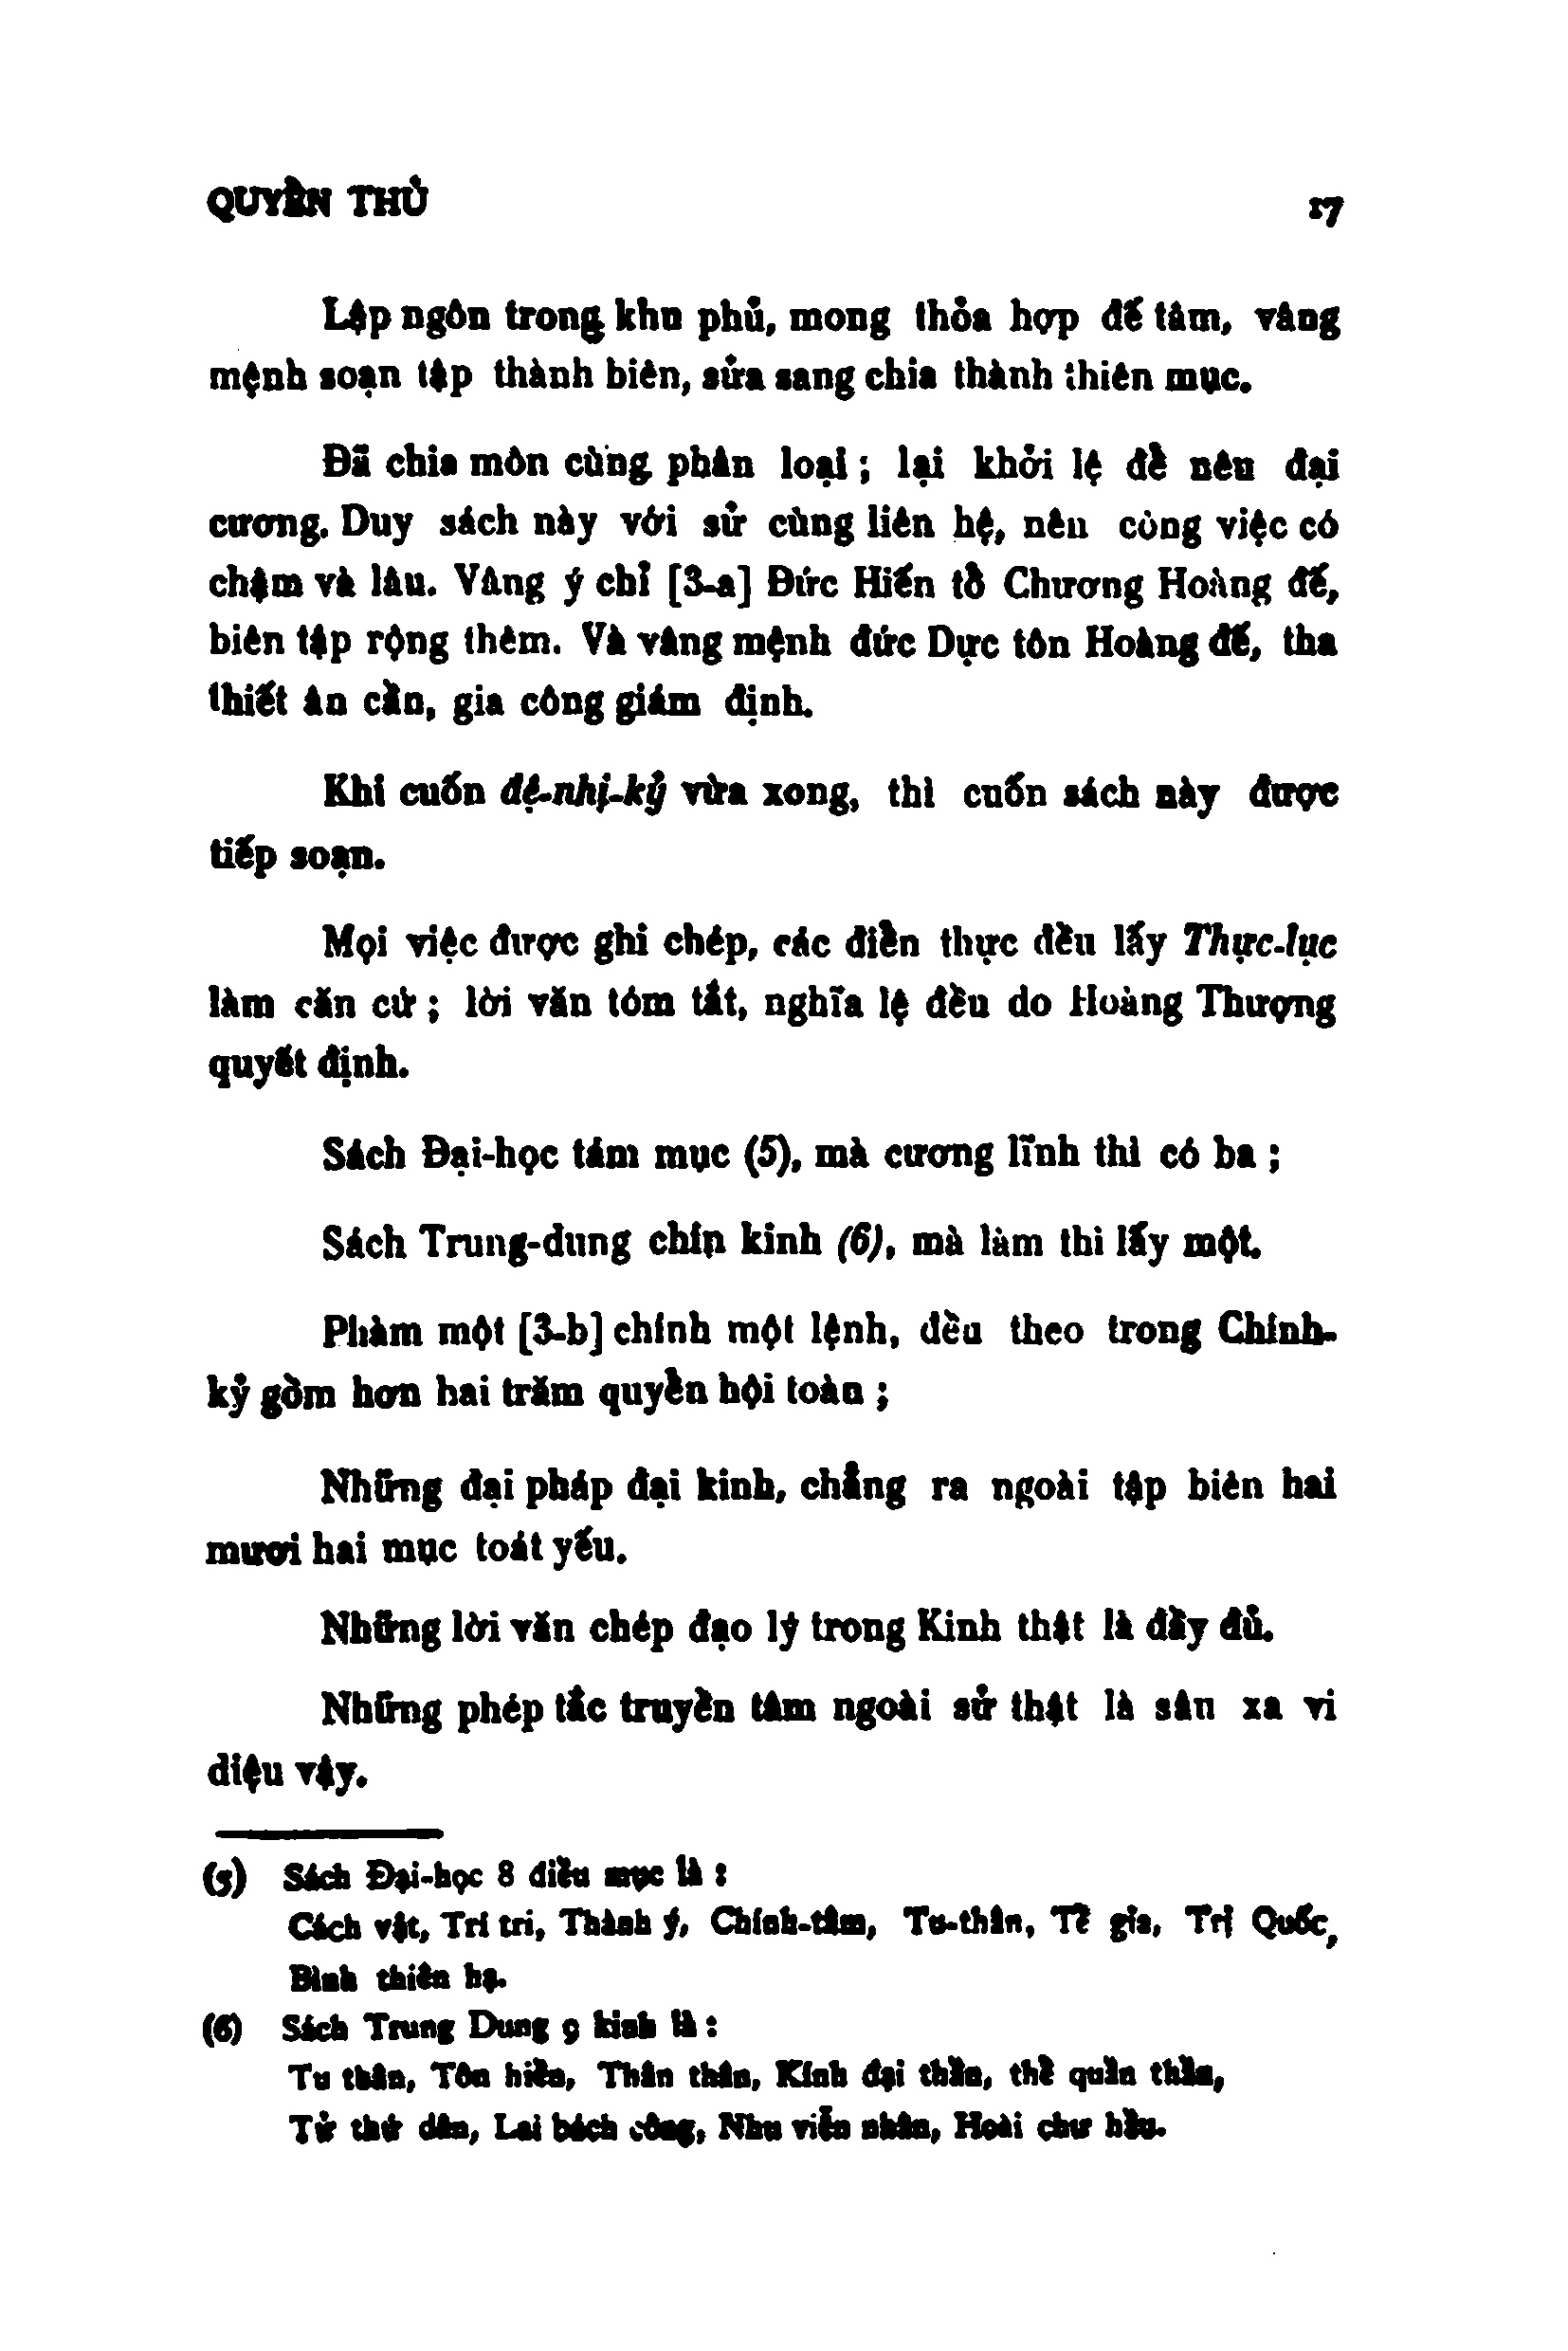 QUYỂN THỦ 17
Lập ngôn trong khu phủ, mong thỏa hợp đế tâm, vâng
mệnh soạn tập thành biên, sửa sang chia thành thiên mục.
Đã chia môn cùng phân loại ; lại khởi lệ để nêu đại
cương. Duy sách này với sử cùng liên hệ, nên công việc có
chậm và lâu. Vâng ý chỉ [3-a] Đức Hiến tổ Chương Hoàng đế,
biên tập rộng thêm. Và vâng mệnh đức Dực tôn Hoàng đế, tha
thiết ân cần, gia công giám định.
Khi cuốn đệ-nhị-kỷ vừa xong, thì cuốn sách này được
tiếp soạn.
Mọi việc được ghi chép, các điển thực đều lấy Thực-lục
làm căn cứ ; lời văn tóm tắt, nghĩa lệ đều do Hoàng Thượng
quyết định.
Sách Đại-học tám mục (5), mà cương lĩnh thì có ba ;
Sách Trung-dung chín kinh (6), mà làm thì lấy một.
Phàm một [3-b] chính một lệnh, đều theo trong Chính-
kỷ gồm hơn hai trăm quyển hội toàn ;
Những đại pháp đại kinh, chẳng ra ngoài tập biên hai
mươi hai mục toát yếu.
Những lời văn chép đạo lý trong Kinh thật là đầy đủ.
Những phép tắc truyền tâm ngoài sử thật là sâu xa vi
diệu vậy.
(5) Sách Đại-học 8 điều mục là :
Cách vật, Trí tri, Thành ý, Chính-tâm, Tu-thân, Tề gia, Trị Quốc,
Bình thiên hạ.
(6) Sách Trung Dung 9 kinh là :
Tu thân, Tôn hiền, Thân thân, Kính đại thần, thể quần thần,
Tử thứ dân, Lai bách công, Nhu viễn nhân, Hoài chư hầu.